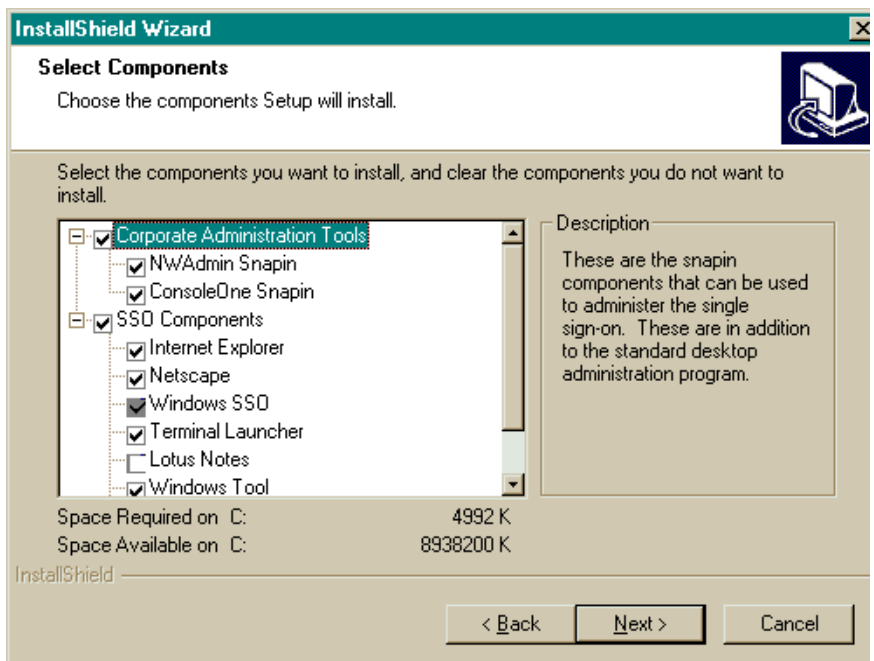 InstallShield Wizard
Select Components
Choose the components Setup will install.
Select the components you want to install, and clear the components you do not want to
install.
Corporate Administration Tools
NWAdmin Snapin
ConsoleOne Snapin
SSO Components
Internet Explorer
Netscape
Windows SSO
Terminal Launcher
Lotus Notes
Windows Tool
Description
These are the snapin
components that can be used
to administer the single
sign-on. These are in addition
to the standard desktop
administration program.
Space Required on C: 4992 K
Space Available on C: 8938200 K
InstallShield
< Back Next > Cancel